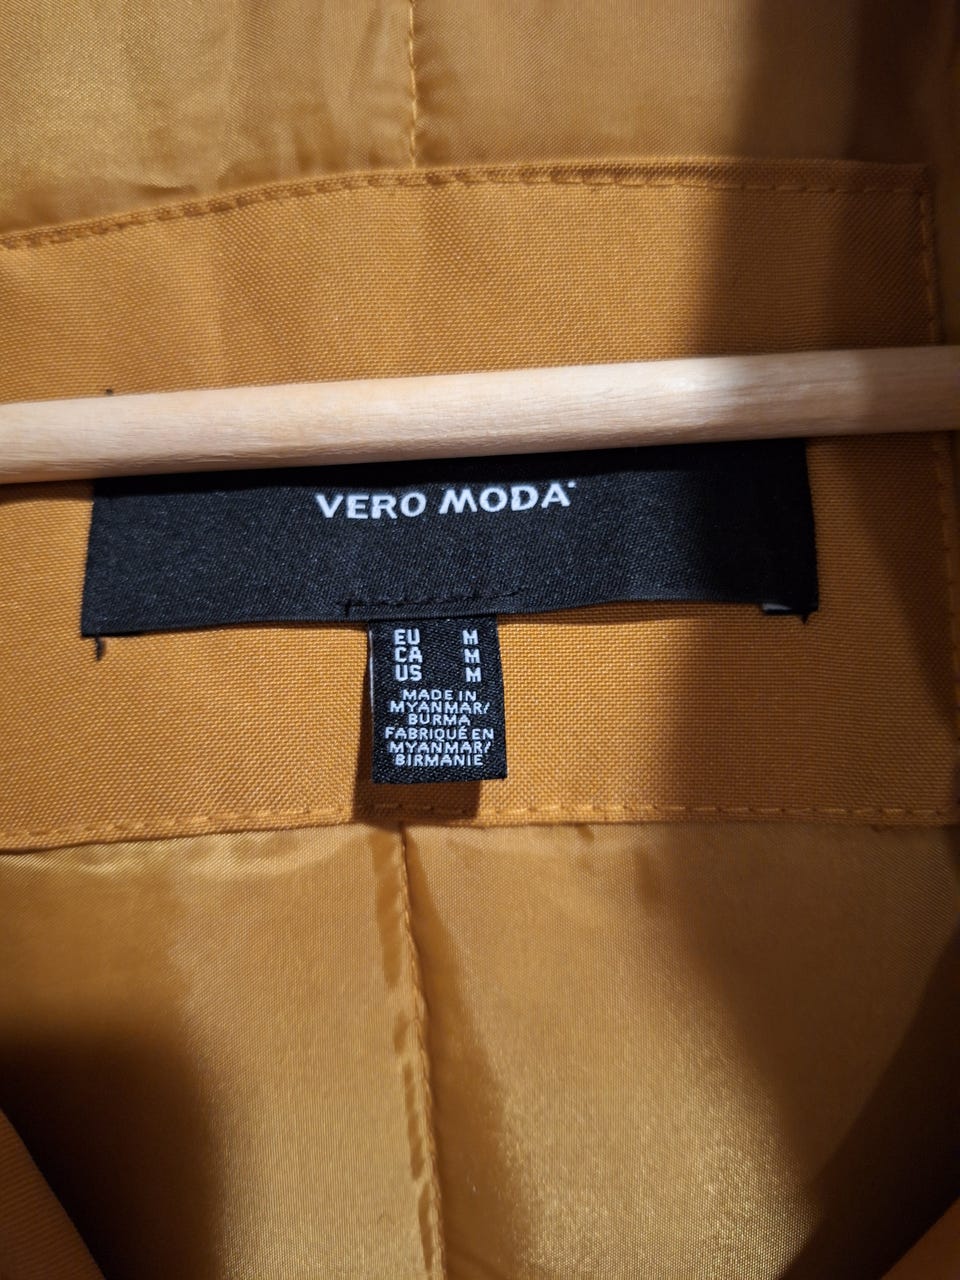 VERO MODA
EU M
CA M
US M
MADE IN
MYANMAR/
BURMA
FABRIQUÉ EN
MYANMAR/
BIRMANIE